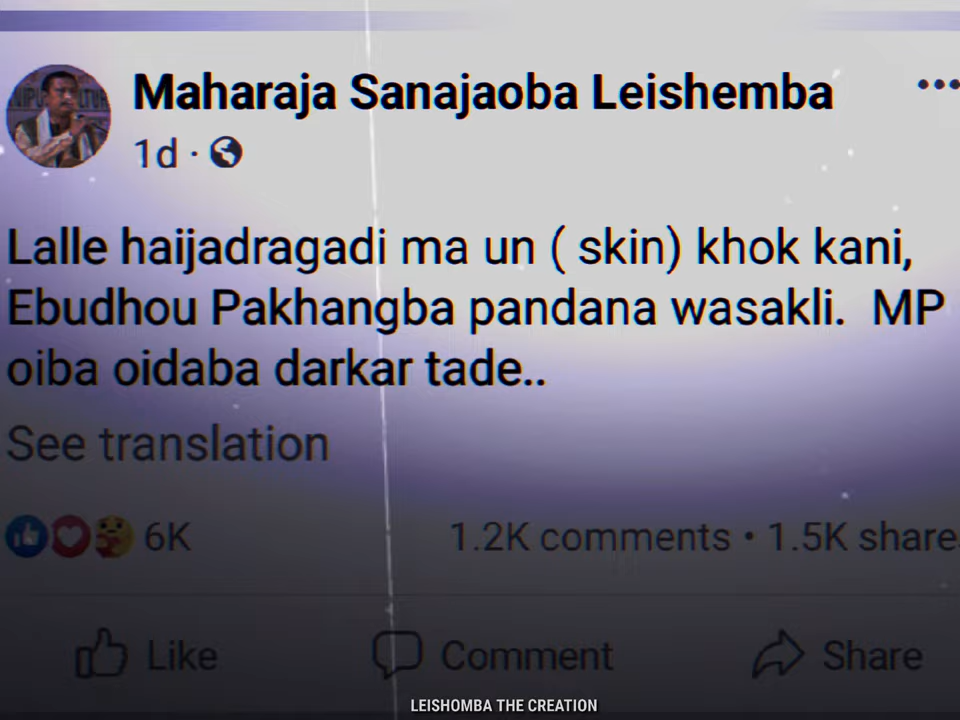 Maharaja Sanajaoba Leishemba
1d ·
Lalle haijadragadi ma un ( skin) khok kani,
Ebudhou Pakhangba pandana wasakli. MP
oiba oidaba darkar tade..
See translation
6K 1.2K comments • 1.5K share
Like Comment Share
LEISHOMBA THE CREATION